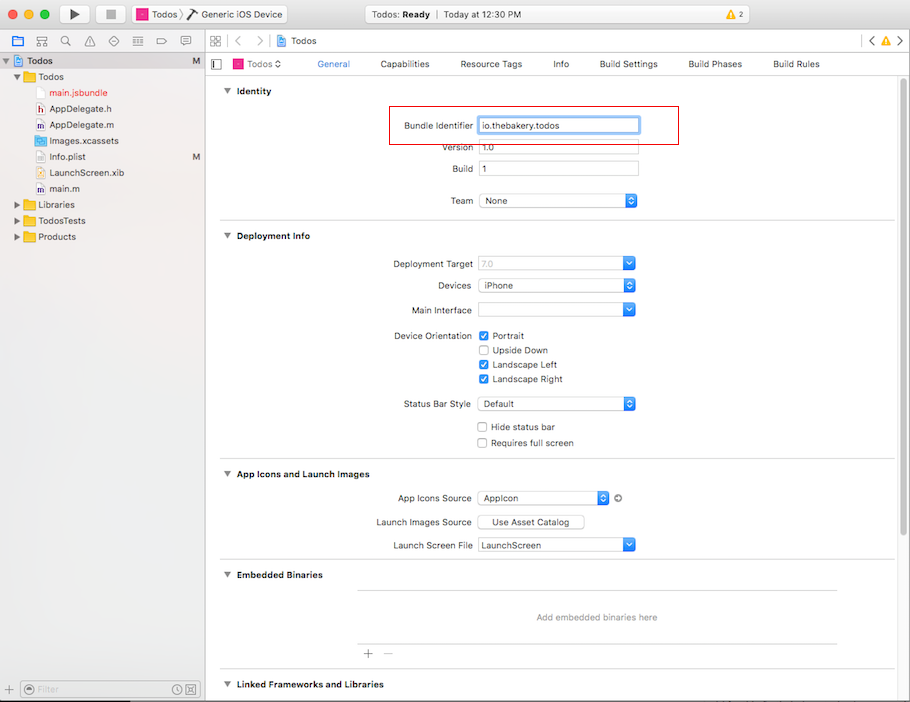 Todos Generic iOS Device Todos: Ready Today at 12:30 PM 2
Todos
Todos M
Todos General Capabilities Resource Tags Info Build Settings Build Phases Build Rules
Todos
main.jsbundle
h AppDelegate.h
m AppDelegate.m
Images.xcassets
Info.plist M
LaunchScreen.xib
m main.m
Libraries
TodosTests
Products
Filter
Identity
Bundle Identifier io.thebakery.todos
Version 1.0
Build 1
Team None
Deployment Info
Deployment Target 7.0
Devices iPhone
Main Interface
Device Orientation Portrait
Upside Down
Landscape Left
Landscape Right
Status Bar Style Default
Hide status bar
Requires full screen
App Icons and Launch Images
App Icons Source AppIcon
Launch Images Source Use Asset Catalog
Launch Screen File LaunchScreen
Embedded Binaries
Add embedded binaries here
Linked Frameworks and Libraries